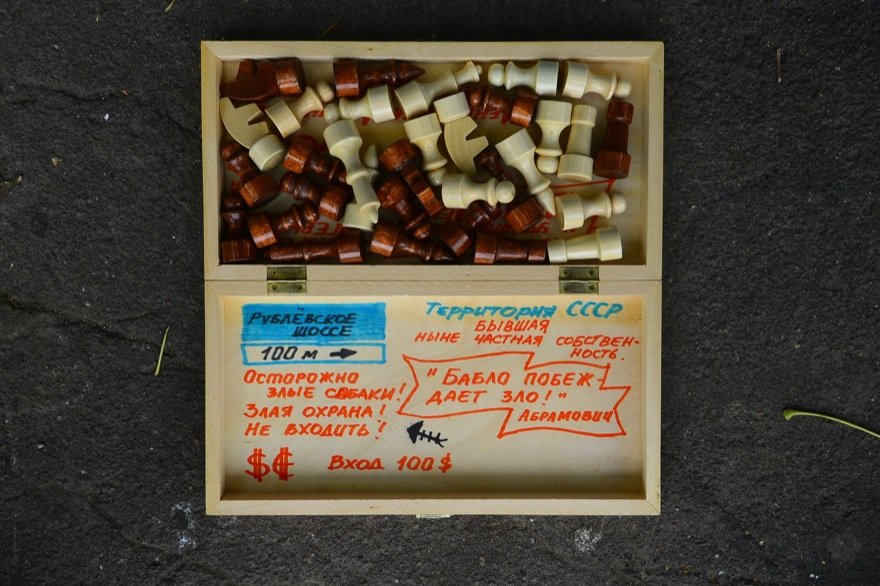 РУБЛЁВСКОЕ
ШОССЕ
100 м
Осторожно
злые собаки!
Злая охрана!
Не входить!
$ ₵
Вход 100$
Территория СССР
бывшая
ныне частная собствен-
ность.
"Бабло побеж-
дает зло!"
Абрамович